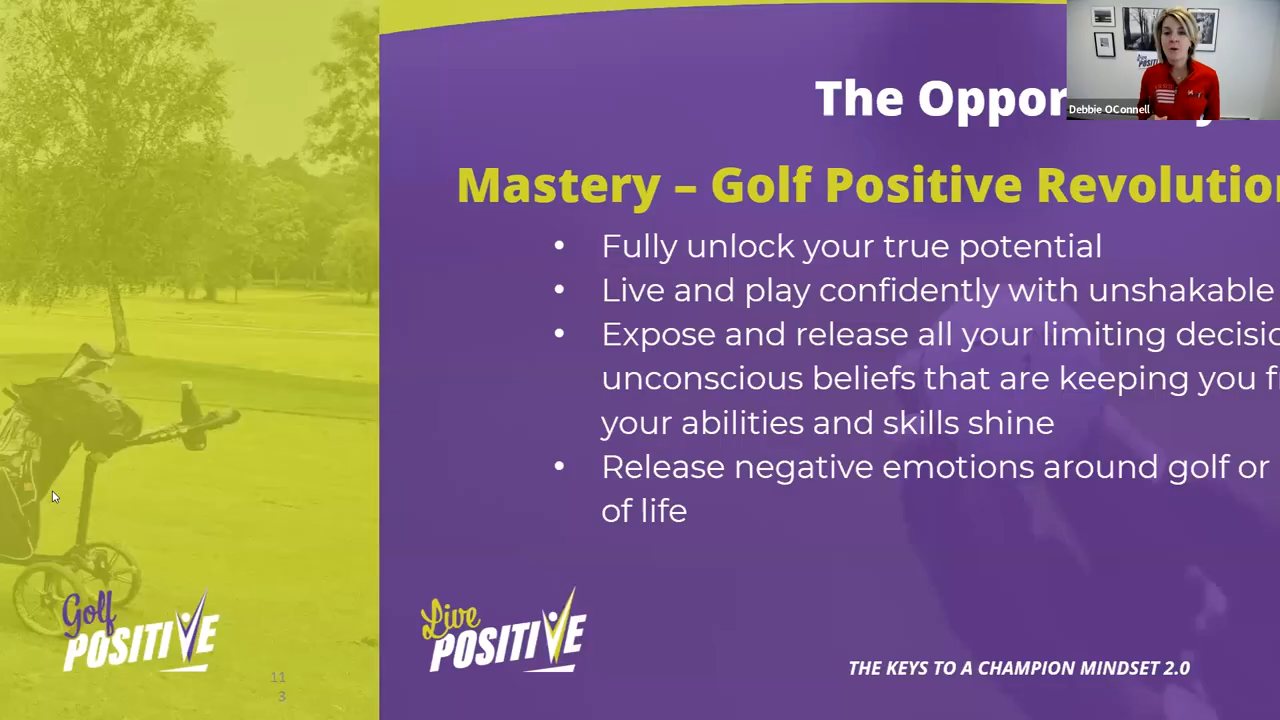 The Oppor
Debbie OConnell
Mastery – Golf Positive Revolution
• Fully unlock your true potential
• Live and play confidently with unshakable
• Expose and release all your limiting decisio
unconscious beliefs that are keeping you f
your abilities and skills shine
• Release negative emotions around golf or
of life
Golf
POSITIVE
Live
POSITIVE
THE KEYS TO A CHAMPION MINDSET 2.0
11
3